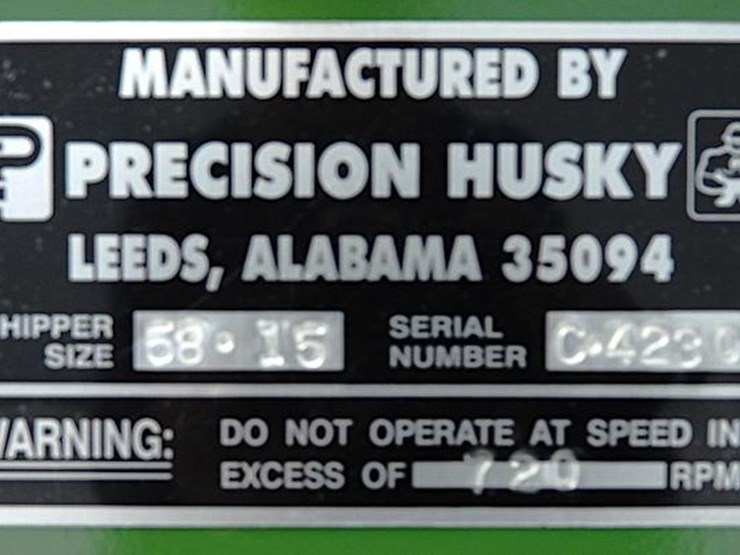 MANUFACTURED BY
PRECISION HUSKY
LEEDS, ALABAMA 35094
HIPPER SIZE 58·15 SERIAL NUMBER
WARNING: DO NOT OPERATE AT SPEED IN
EXCESS OF 720 RPM